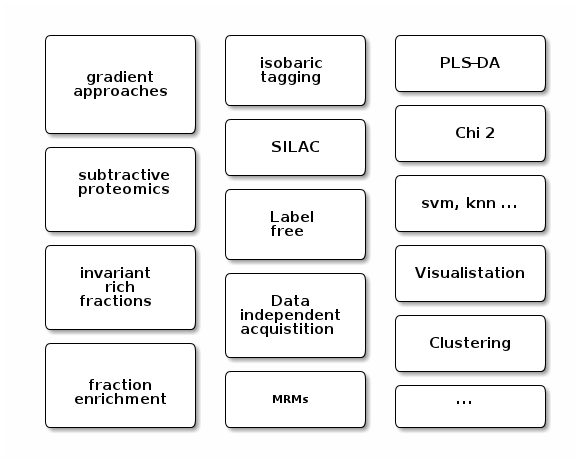 gradient
approaches
subtractive
proteomics
invariant
rich
fractions
fraction
enrichment
isobaric
tagging
SILAC
Label
free
Data
independent
acquistition
MRMs
PLS-DA
Chi 2
svm, knn ...
Visualistation
Clustering
...